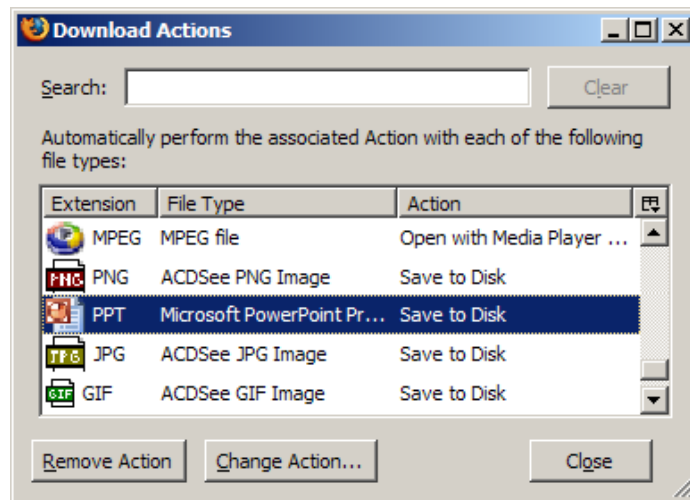 Download Actions
Search:
Clear
Automatically perform the associated Action with each of the following
file types:
Extension File Type Action
MPEG MPEG file Open with Media Player ...
PNG PNG ACDSee PNG Image Save to Disk
PPT Microsoft PowerPoint Pr... Save to Disk
JPG JPG ACDSee JPG Image Save to Disk
GIF GIF ACDSee GIF Image Save to Disk
Remove Action Change Action... Close